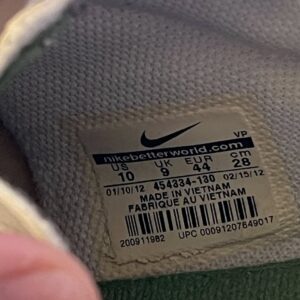 VP
nikebetterworld.com
US UK EUR cm
10 9 44 28
01/10/12 454334-130 02/15/12
MADE IN VIETNAM
FABRIQUE AU VIETNAM
200911982 UPC 00091207649017